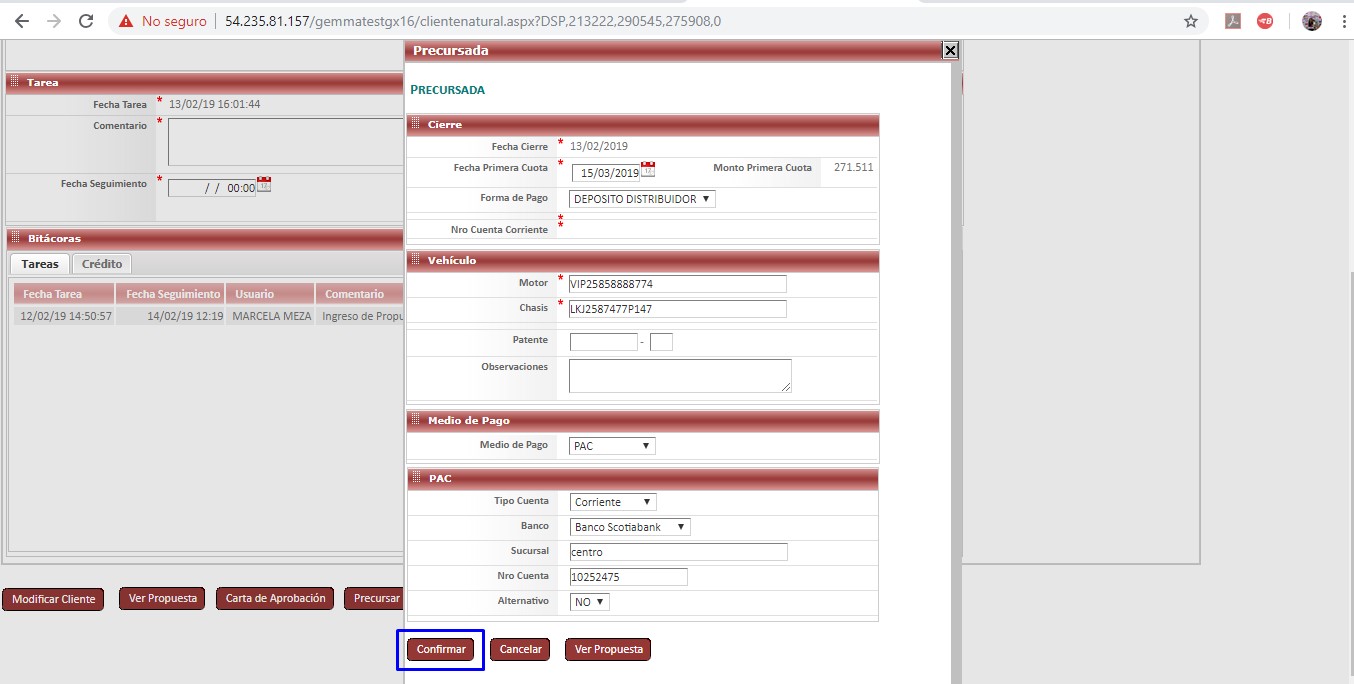 No seguro 54.235.81.157/gemmatestgx16/clientenatural.aspx?DSP,213222,290545,275908,0
Tarea
Fecha Tarea * 13/02/19 16:01:44
Comentario *
Fecha Seguimiento * / / 00:00
Bitácoras
Tareas Crédito
Fecha Tarea Fecha Seguimiento Usuario Comentario
12/02/19 14:50:57 14/02/19 12:19 MARCELA MEZA Ingreso de Propu
Modificar Cliente Ver Propuesta Carta de Aprobación Precursar
Precursada
PRECURSADA
Cierre
Fecha Cierre * 13/02/2019
Fecha Primera Cuota * 15/03/2019 Monto Primera Cuota 271.511
Forma de Pago DEPOSITO DISTRIBUIDOR
*
Nro Cuenta Corriente *
Vehículo
Motor * VIP25858888774
Chasis * LKJ2587477P147
Patente -
Observaciones
Medio de Pago
Medio de Pago PAC
PAC
Tipo Cuenta Corriente
Banco Banco Scotiabank
Sucursal centro
Nro Cuenta 10252475
Alternativo NO
Confirmar Cancelar Ver Propuesta